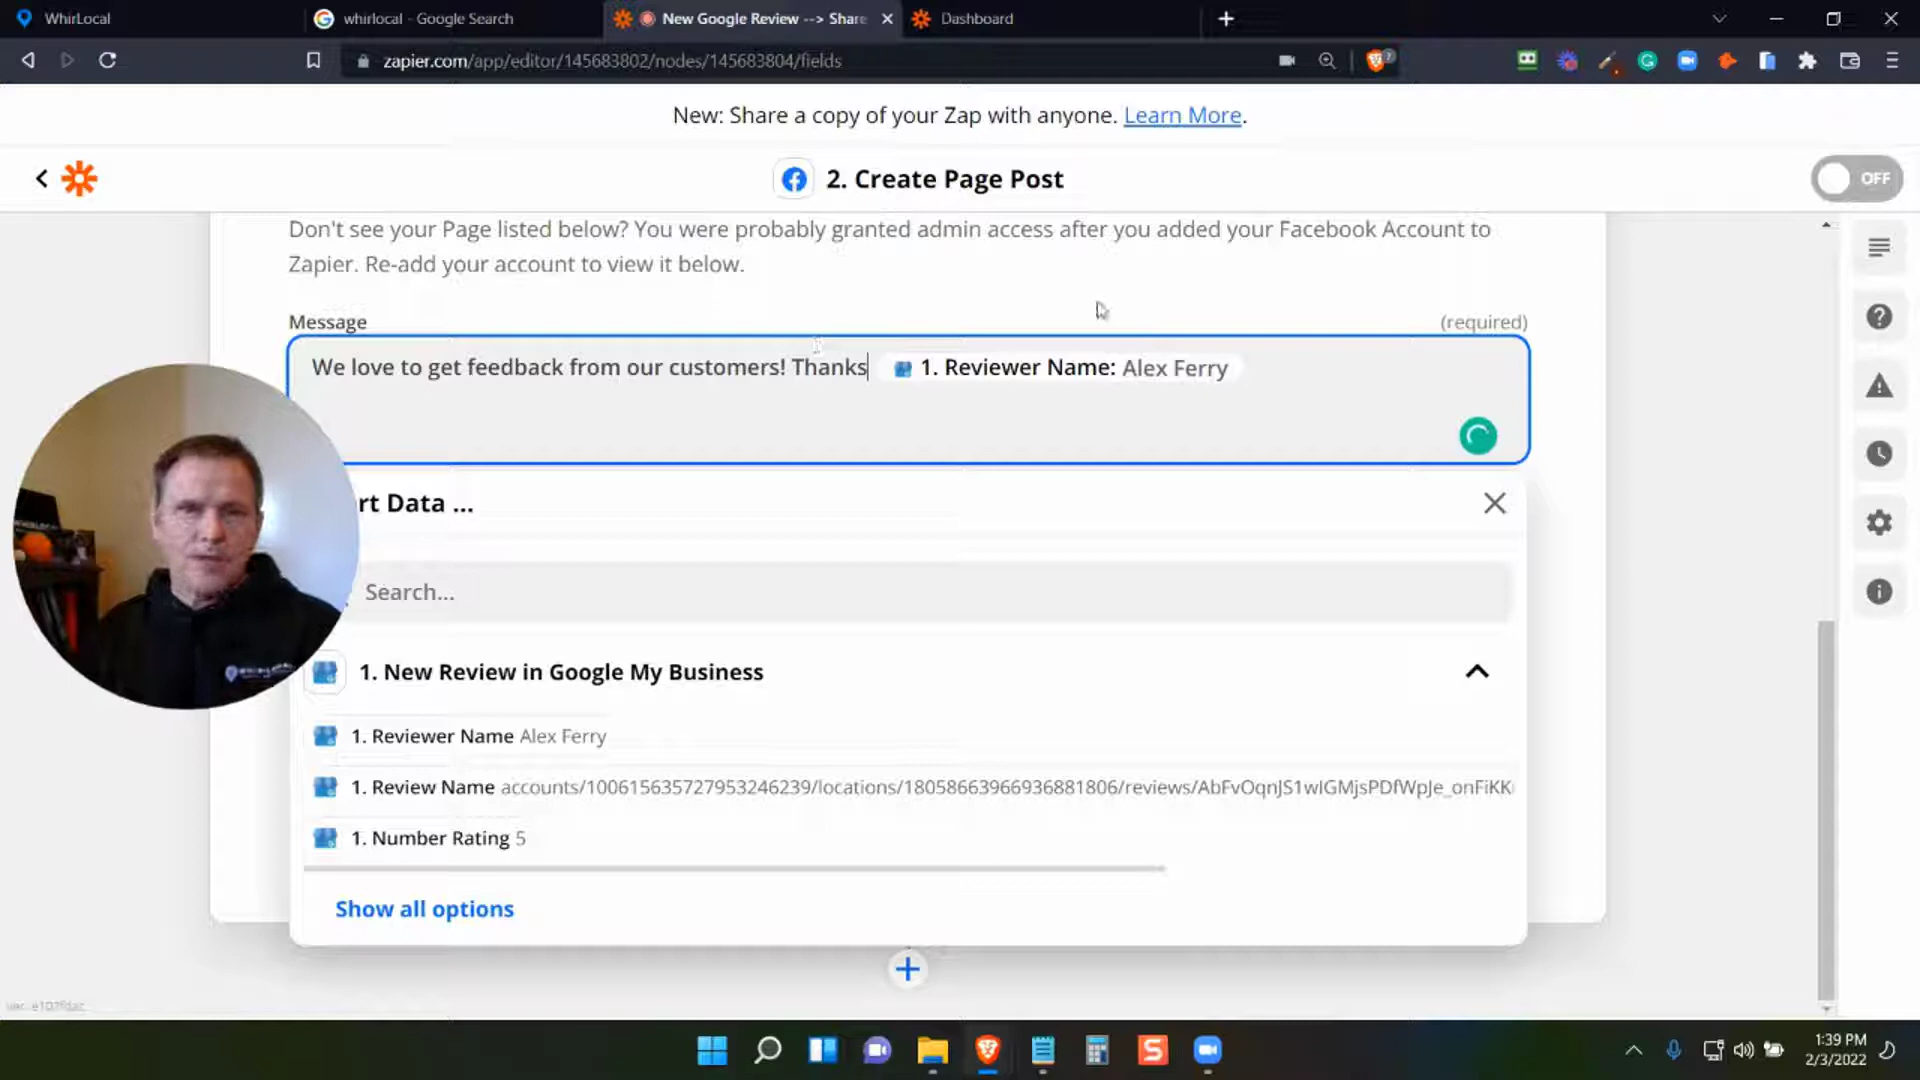 WhirLocal
whirlocal - Google Search
New Google Review --> Share
Dashboard
zapier.com/app/editor/145683802/nodes/145683804/fields
New: Share a copy of your Zap with anyone. Learn More.
2. Create Page Post
OFF
Don't see your Page listed below? You were probably granted admin access after you added your Facebook Account to
Zapier. Re-add your account to view it below.
Message
(required)
We love to get feedback from our customers! Thanks 1. Reviewer Name: Alex Ferry
rt Data ...
Search...
1. New Review in Google My Business
1. Reviewer Name Alex Ferry
1. Review Name accounts/100615635727953246239/locations/18058663966936881806/reviews/AbFvOqnJS1wIGMjsPDfWpJe_onFiKK
1. Number Rating 5
Show all options
1:39 PM
2/3/2022